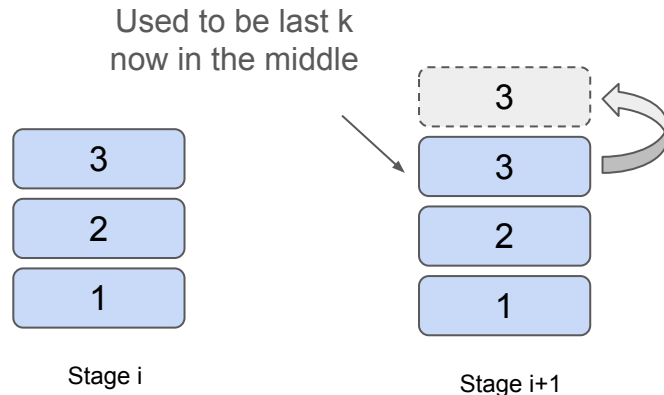 Used to be last k
now in the middle
3
2
1
Stage i
3
3
2
1
Stage i+1